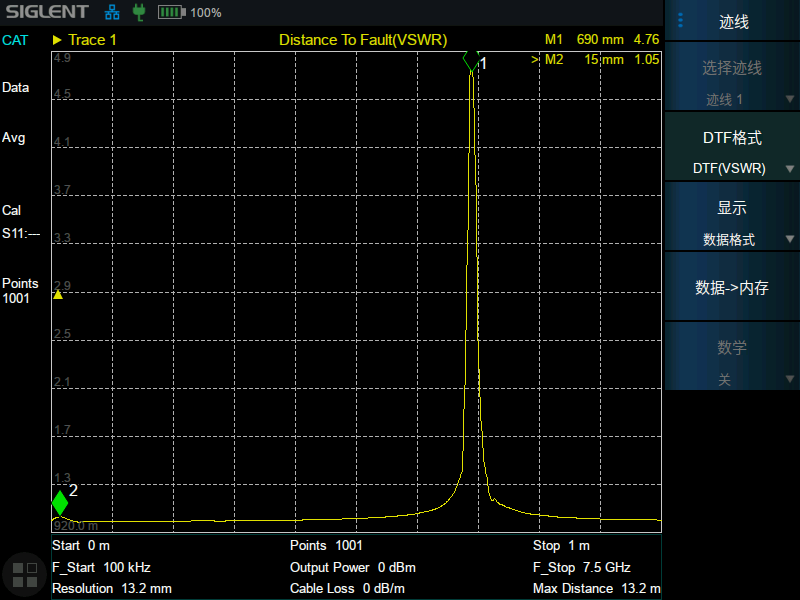 SIGLENT 100%
CAT
Trace 1 Distance To Fault(VSWR) M1 690 mm 4.76
> M2 15 mm 1.05
4.9
1
Data
4.5
Avg
4.1
3.7
Cal
S11:---
3.3
Points
1001
2.9
2.5
2.1
1.7
1.3
2
920.0 m
Start 0 m Points 1001 Stop 1 m
F_Start 100 kHz Output Power 0 dBm F_Stop 7.5 GHz
Resolution 13.2 mm Cable Loss 0 dB/m Max Distance 13.2 m
迹线
选择迹线
迹线 1
DTF格式
DTF(VSWR)
显示
数据格式
数据->内存
数学
关